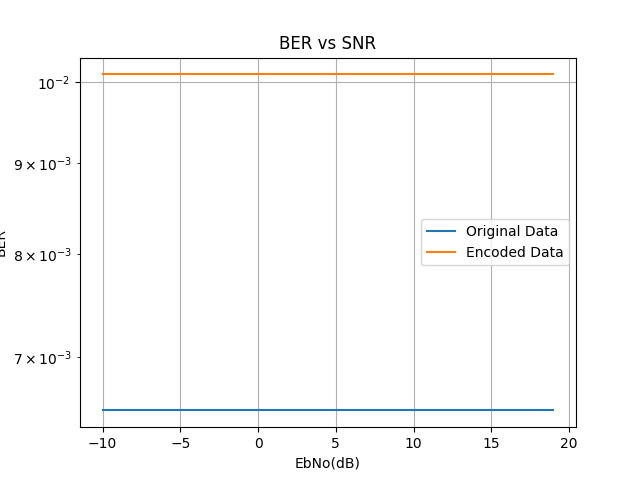 BER vs SNR
10⁻²
9 × 10⁻³
8 × 10⁻³
7 × 10⁻³
BER
Original Data
Encoded Data
−10 −5 0 5 10 15 20
EbNo(dB)